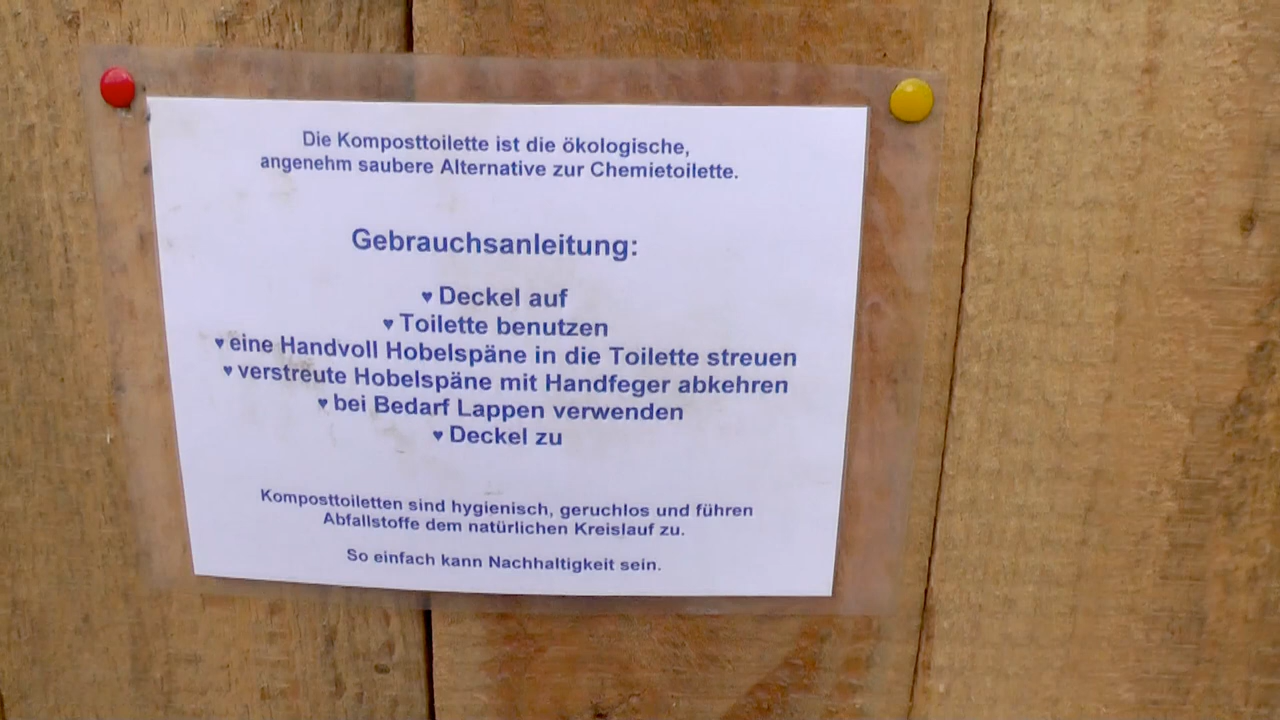 Die Komposttoilette ist die ökologische,
angenehm saubere Alternative zur Chemietoilette.
Gebrauchsanleitung:
♥ Deckel auf
♥ Toilette benutzen
♥ eine Handvoll Hobelspäne in die Toilette streuen
♥ verstreute Hobelspäne mit Handfeger abkehren
♥ bei Bedarf Lappen verwenden
♥ Deckel zu
Komposttoiletten sind hygienisch, geruchlos und führen
Abfallstoffe dem natürlichen Kreislauf zu.
So einfach kann Nachhaltigkeit sein.